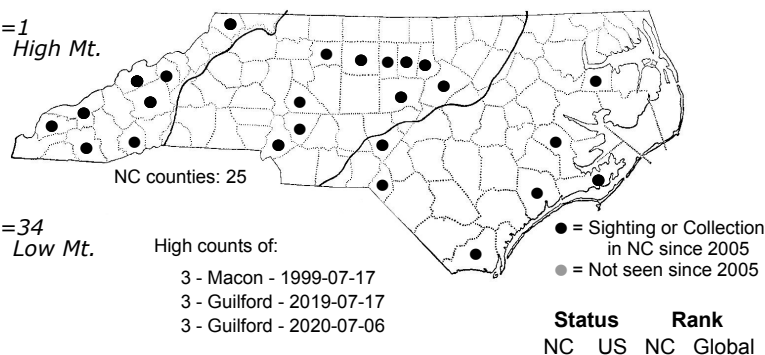 =1
High Mt.
NC counties: 25
=34
Low Mt.
High counts of:
3 - Macon - 1999-07-17
3 - Guilford - 2019-07-17
3 - Guilford - 2020-07-06
● = Sighting or Collection
in NC since 2005
● = Not seen since 2005
Status Rank
NC US NC Global